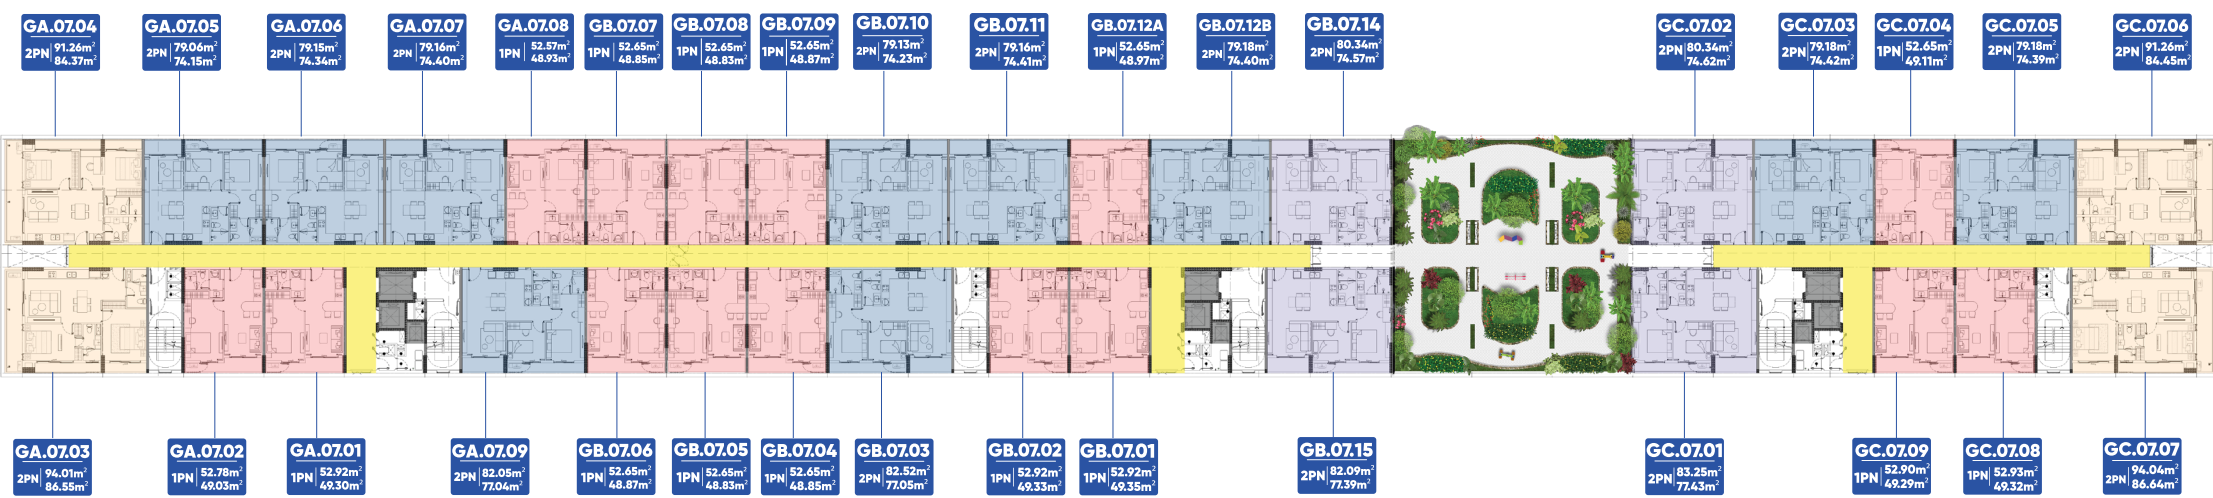 GA.07.04
2PN 91.26m²
84.37m²
GA.07.05
2PN 79.06m²
74.15m²
GA.07.06
2PN 79.15m²
74.34m²
GA.07.07
2PN 79.16m²
74.40m²
GA.07.08
1PN 52.57m²
48.93m²
GB.07.07
1PN 52.65m²
48.85m²
GB.07.08
1PN 52.65m²
48.83m²
GB.07.09
1PN 52.65m²
48.87m²
GB.07.10
2PN 79.13m²
74.23m²
GB.07.11
2PN 79.16m²
74.41m²
GB.07.12A
1PN 52.65m²
48.97m²
GB.07.12B
2PN 79.18m²
74.40m²
GB.07.14
2PN 80.34m²
74.57m²
GC.07.02
2PN 80.34m²
74.62m²
GC.07.03
2PN 79.18m²
74.42m²
GC.07.04
1PN 52.65m²
49.11m²
GC.07.05
2PN 79.18m²
74.39m²
GC.07.06
2PN 91.26m²
84.45m²
GA.07.03
2PN 94.01m²
86.55m²
GA.07.02
1PN 52.78m²
49.03m²
GA.07.01
1PN 52.92m²
49.30m²
GA.07.09
2PN 82.05m²
77.04m²
GB.07.06
1PN 52.65m²
48.87m²
GB.07.05
1PN 52.65m²
48.83m²
GB.07.04
1PN 52.65m²
48.85m²
GB.07.03
2PN 82.52m²
77.05m²
GB.07.02
1PN 52.92m²
49.33m²
GB.07.01
1PN 52.92m²
49.35m²
GB.07.15
2PN 82.09m²
77.39m²
GC.07.01
2PN 83.25m²
77.43m²
GC.07.09
1PN 52.90m²
49.29m²
GC.07.08
1PN 52.93m²
49.32m²
GC.07.07
2PN 94.04m²
86.64m²